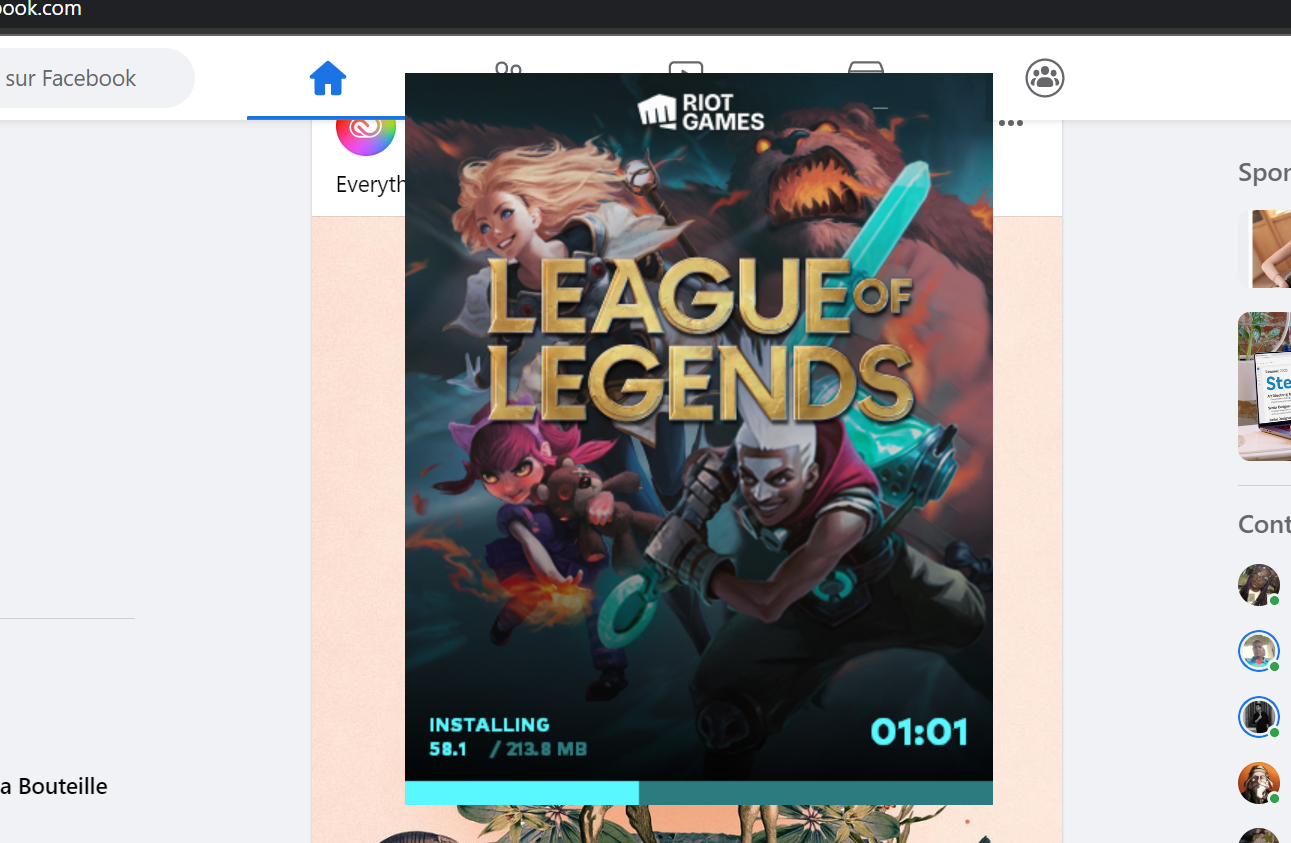 book.com
sur Facebook
RIOT
GAMES
Everyth
Spor
LEAGUE OF
LEGENDS
Ste
Cont
INSTALLING
58.1 / 213.8 MB
01:01
a Bouteille